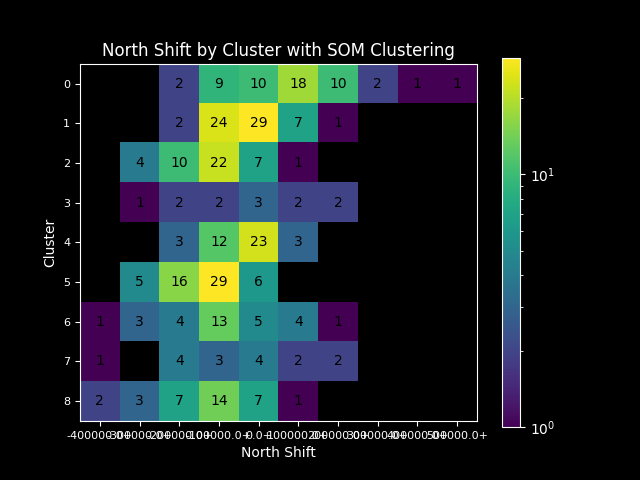 North Shift by Cluster with SOM Clustering
0 2 9 10 18 10 2 1 1
1 2 24 29 7 1
2 4 10 22 7 1
3 1 2 2 3 2 2
4 3 12 23 3
5 5 16 29 6
6 1 3 4 13 5 4 1
7 1 4 3 4 2 2
8 2 3 7 14 7 1
Cluster
North Shift
10¹
10⁰